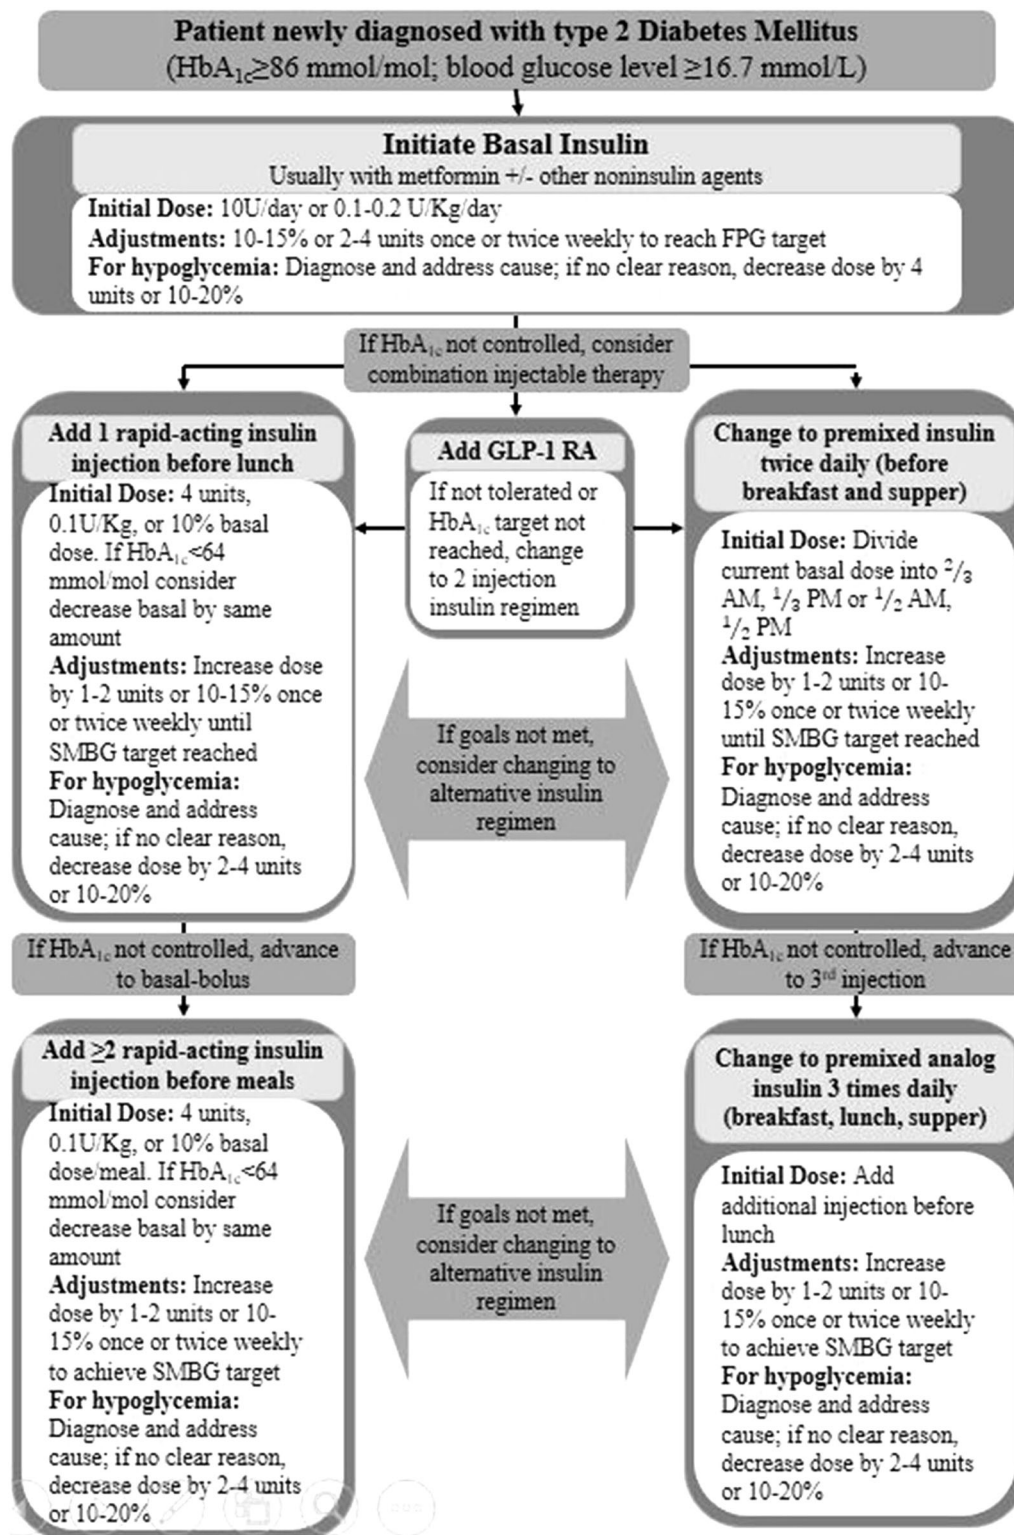 Patient newly diagnosed with type 2 Diabetes Mellitus
(HbA1c≥86 mmol/mol; blood glucose level ≥16.7 mmol/L)
Initiate Basal Insulin
Usually with metformin +/- other noninsulin agents
Initial Dose: 10U/day or 0.1-0.2 U/Kg/day
Adjustments: 10-15% or 2-4 units once or twice weekly to reach FPG target
For hypoglycemia: Diagnose and address cause; if no clear reason, decrease dose by 4
units or 10-20%
If HbA1c not controlled, consider
combination injectable therapy
Add 1 rapid-acting insulin
injection before lunch
Initial Dose: 4 units,
0.1U/Kg, or 10% basal
dose. If HbA1c<64
mmol/mol consider
decrease basal by same
amount
Adjustments: Increase dose
by 1-2 units or 10-15% once
or twice weekly until
SMBG target reached
For hypoglycemia:
Diagnose and address
cause; if no clear reason,
decrease dose by 2-4 units
or 10-20%
Add GLP-1 RA
If not tolerated or
HbA1c target not
reached, change
to 2 injection
insulin regimen
Change to premixed insulin
twice daily (before
breakfast and supper)
Initial Dose: Divide
current basal dose into 2/3
AM, 1/3 PM or 1/2 AM,
1/2 PM
Adjustments: Increase
dose by 1-2 units or 10-
15% once or twice weekly
until SMBG target reached
For hypoglycemia:
Diagnose and address
cause; if no clear reason,
decrease dose by 2-4 units
or 10-20%
If goals not met,
consider changing to
alternative insulin
regimen
If HbA1c not controlled, advance
to basal-bolus
If HbA1c not controlled, advance
to 3rd injection
Add ≥2 rapid-acting insulin
injection before meals
Initial Dose: 4 units,
0.1U/Kg, or 10% basal
dose/meal. If HbA1c<64
mmol/mol consider
decrease basal by same
amount
Adjustments: Increase
dose by 1-2 units or 10-
15% once or twice weekly
to achieve SMBG target
For hypoglycemia:
Diagnose and address
cause; if no clear reason,
decrease dose by 2-4 units
or 10-20%
If goals not met,
consider changing to
alternative insulin
regimen
Change to premixed analog
insulin 3 times daily
(breakfast, lunch, supper)
Initial Dose: Add
additional injection before
lunch
Adjustments: Increase
dose by 1-2 units or 10-
15% once or twice weekly
to achieve SMBG target
For hypoglycemia:
Diagnose and address
cause; if no clear reason,
decrease dose by 2-4 units
or 10-20%